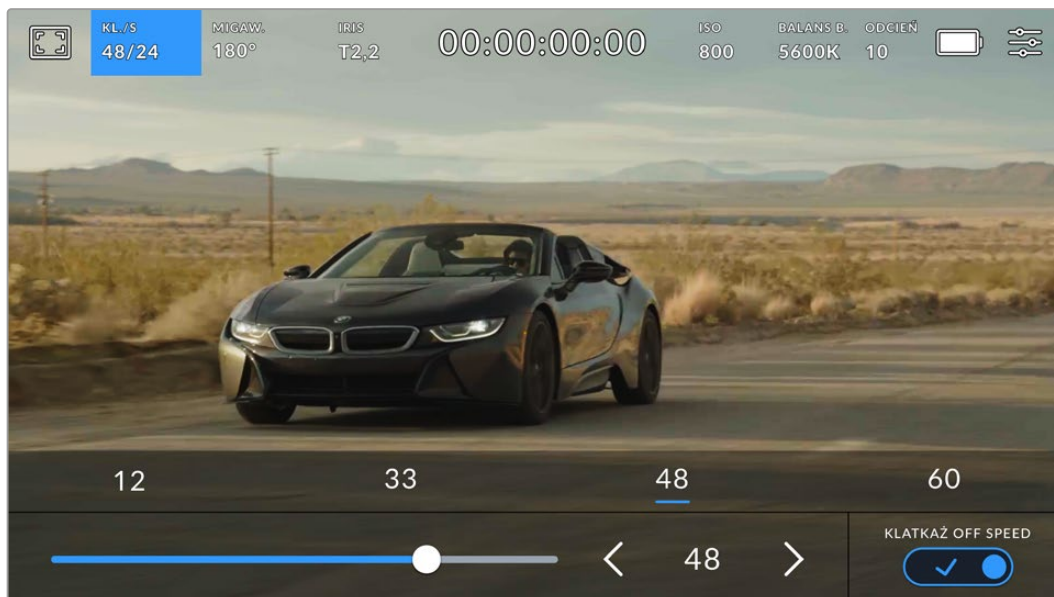 KL./S MIGAW. IRIS 00:00:00:00 ISO BALANS B. ODCIEŃ
48/24 180° T2,2 800 5600K 10
12 33 48 60
48 KLATKAŻ OFF SPEED